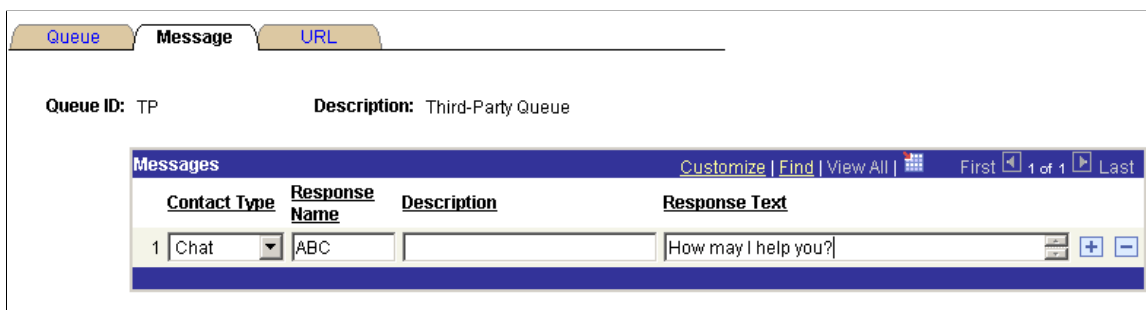 Queue Message URL
Queue ID: TP Description: Third-Party Queue
Messages Customize | Find | View All | First 1 of 1 Last
Contact Type Response Name Description Response Text
1 Chat ABC How may I help you?